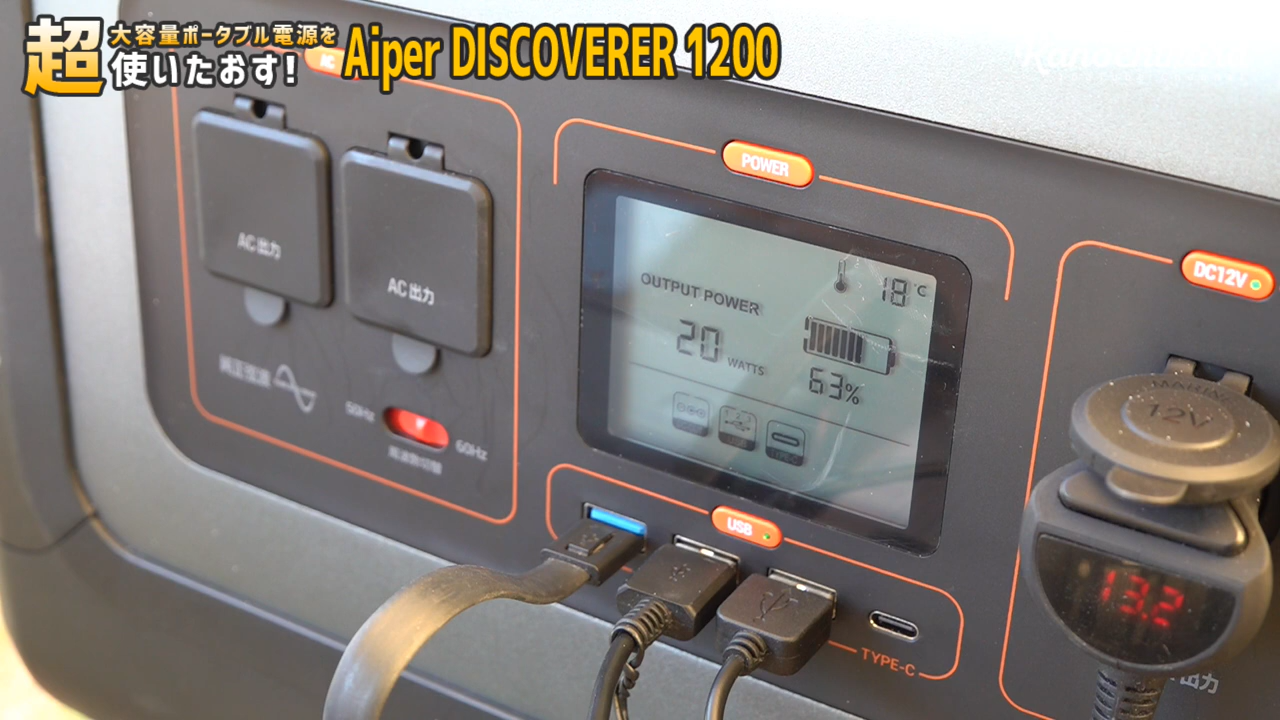 超
大容量ポータブル電源を
使いたおす!
Aiper DISCOVERER 1200
AC
AC出力
AC出力
純正弦波
50Hz
60Hz
周波数切替
POWER
18℃
OUTPUT POWER
20 WATTS
63%
USB
TYPE-C
DC12V
MARINE
12V
13.2
出力